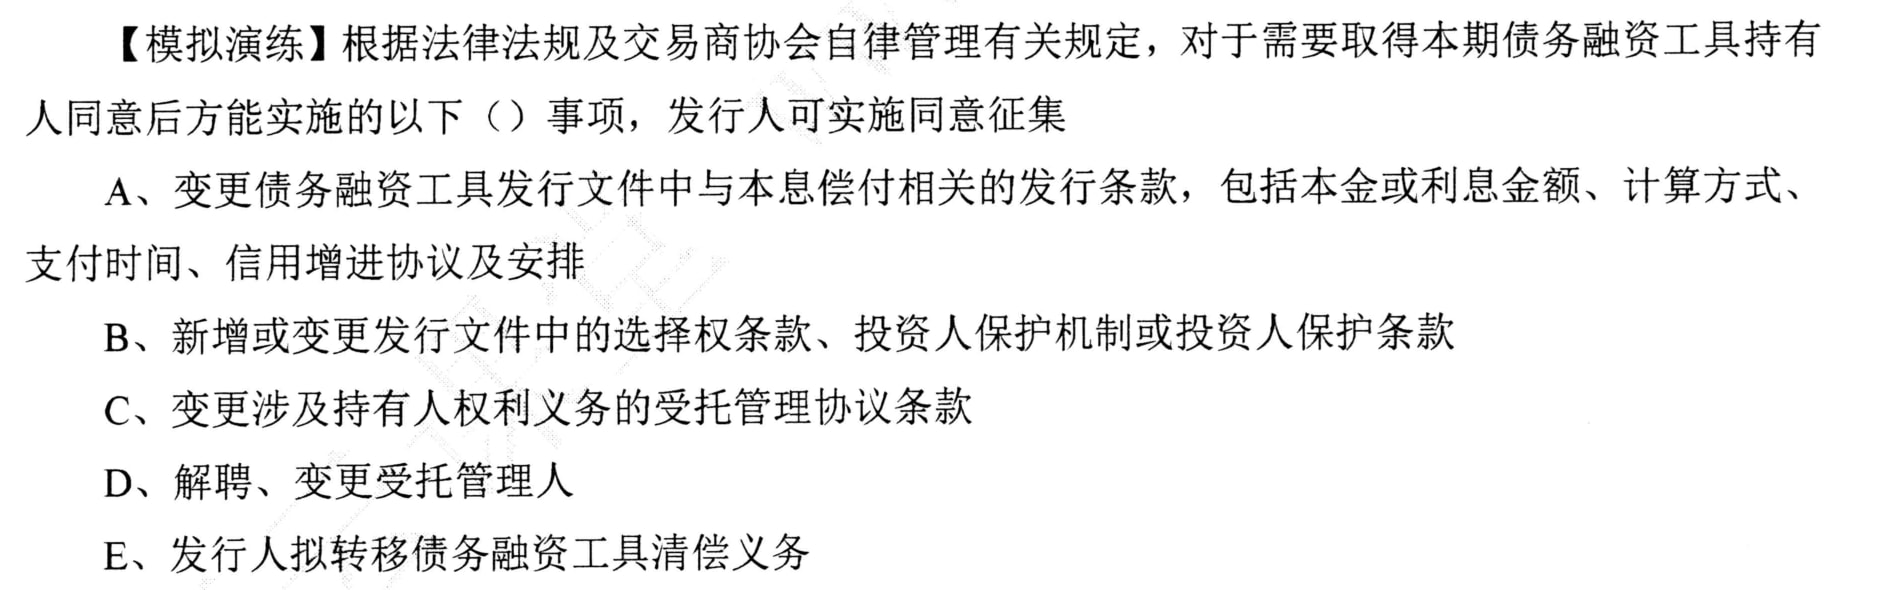 【模拟演练】根据法律法规及交易商协会自律管理有关规定，对于需要取得本期债务融资工具持有
人同意后方能实施的以下（）事项，发行人可实施同意征集
A、变更债务融资工具发行文件中与本息偿付相关的发行条款，包括本金或利息金额、计算方式、
支付时间、信用增进协议及安排
B、新增或变更发行文件中的选择权条款、投资人保护机制或投资人保护条款
C、变更涉及持有人权利义务的受托管理协议条款
D、解聘、变更受托管理人
E、发行人拟转移债务融资工具清偿义务